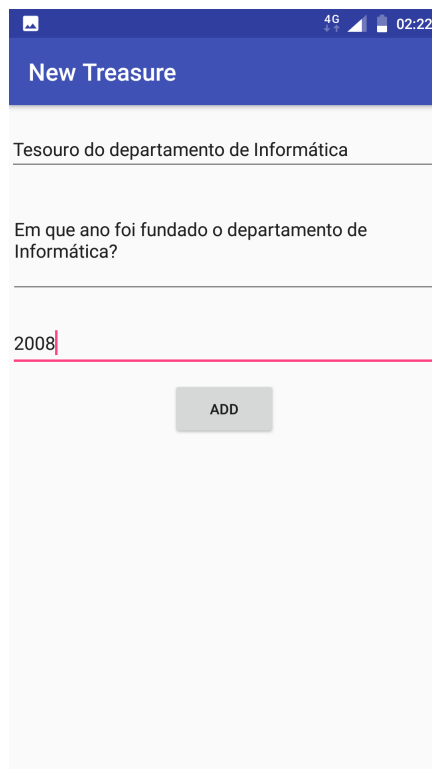 4G 02:22
New Treasure
Tesouro do departamento de Informática
Em que ano foi fundado o departamento de
Informática?
2008
ADD